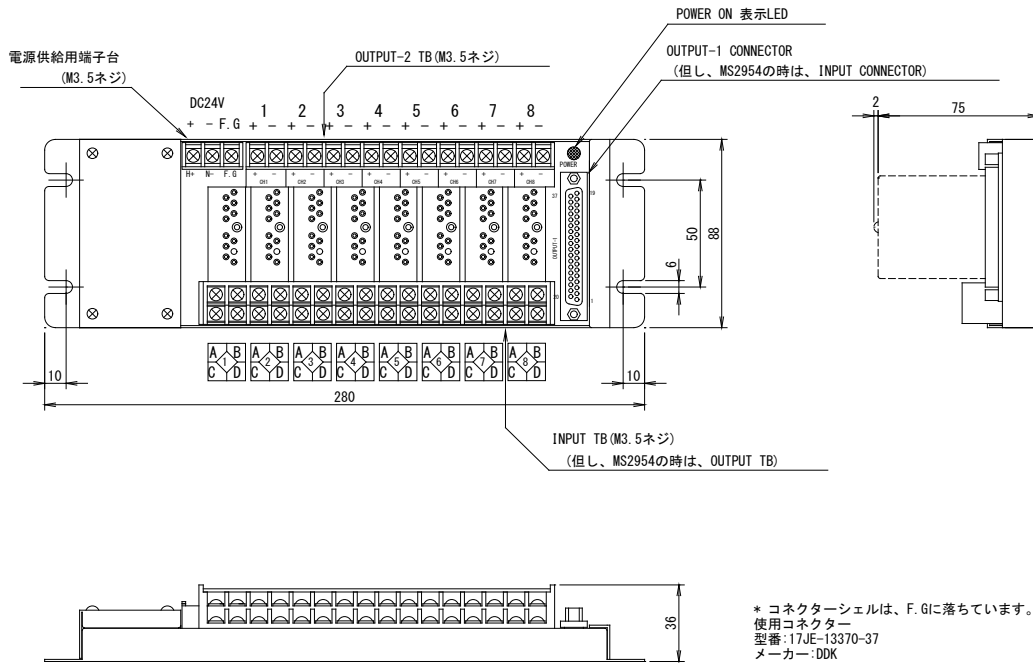 POWER ON 表示LED
電源供給用端子台
(M3.5ネジ)
OUTPUT-2 TB(M3.5ネジ)
OUTPUT-1 CONNECTOR
(但し、MS2954の時は、INPUT CONNECTOR)
DC24V
+ - F.G
1 2 3 4 5 6 7 8
+ - + - + - + - + - + - + - + -
2
75
POWER
H+ N- F.G + - + - + - + - + - + - + - + -
CH1 CH2 CH3 CH4 CH5 CH6 CH7 CH8
37
19
OUTPUT-1
20
1
50
88
6
A B A B A B A B A B A B A B A B
1 2 3 4 5 6 7 8
C D C D C D C D C D C D C D C D
10
10
280
INPUT TB(M3.5ネジ)
(但し、MS2954の時は、OUTPUT TB)
36
* コネクターシェルは、F.Gに落ちています。
使用コネクター
型番:17JE-13370-37
メーカー:DDK